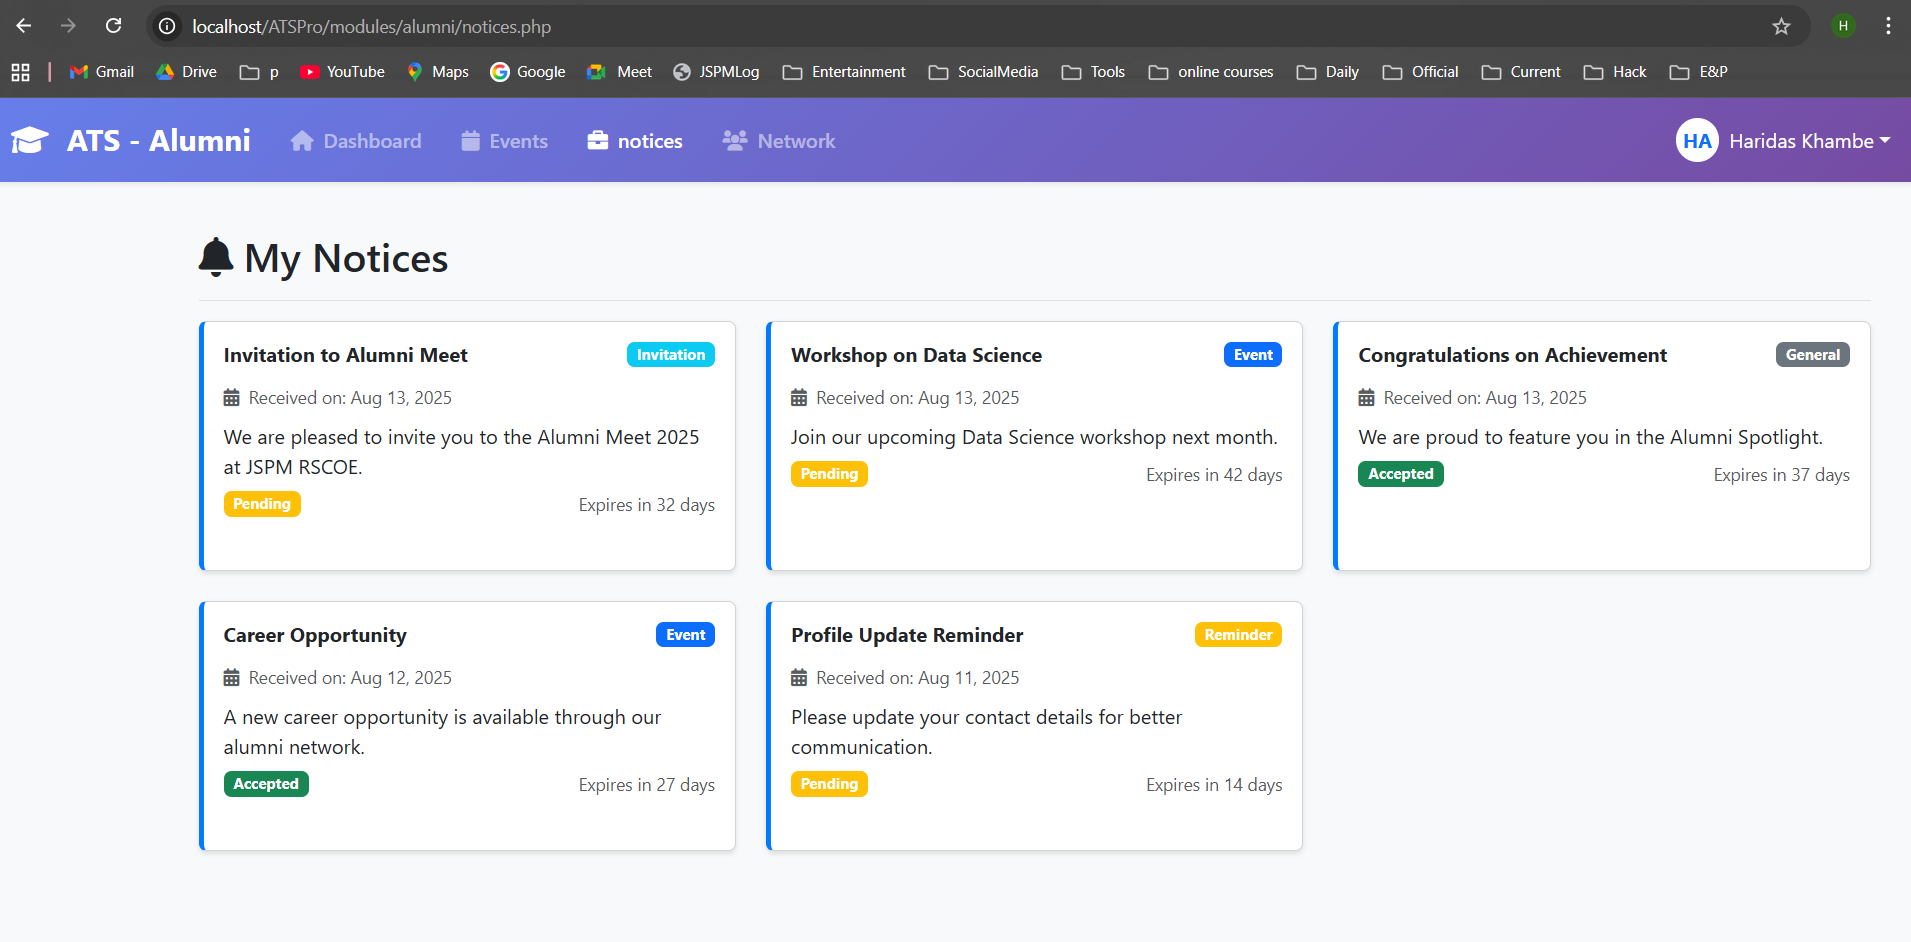 localhost/ATSPro/modules/alumni/notices.php
H
Gmail Drive p YouTube Maps Google Meet JSPMLog Entertainment SocialMedia Tools online courses Daily Official Current Hack E&P
ATS - Alumni Dashboard Events notices Network HA Haridas Khambe
My Notices
Invitation to Alumni Meet Invitation
Received on: Aug 13, 2025
We are pleased to invite you to the Alumni Meet 2025
at JSPM RSCOE.
Pending Expires in 32 days
Workshop on Data Science Event
Received on: Aug 13, 2025
Join our upcoming Data Science workshop next month.
Pending Expires in 42 days
Congratulations on Achievement General
Received on: Aug 13, 2025
We are proud to feature you in the Alumni Spotlight.
Accepted Expires in 37 days
Career Opportunity Event
Received on: Aug 12, 2025
A new career opportunity is available through our
alumni network.
Accepted Expires in 27 days
Profile Update Reminder Reminder
Received on: Aug 11, 2025
Please update your contact details for better
communication.
Pending Expires in 14 days